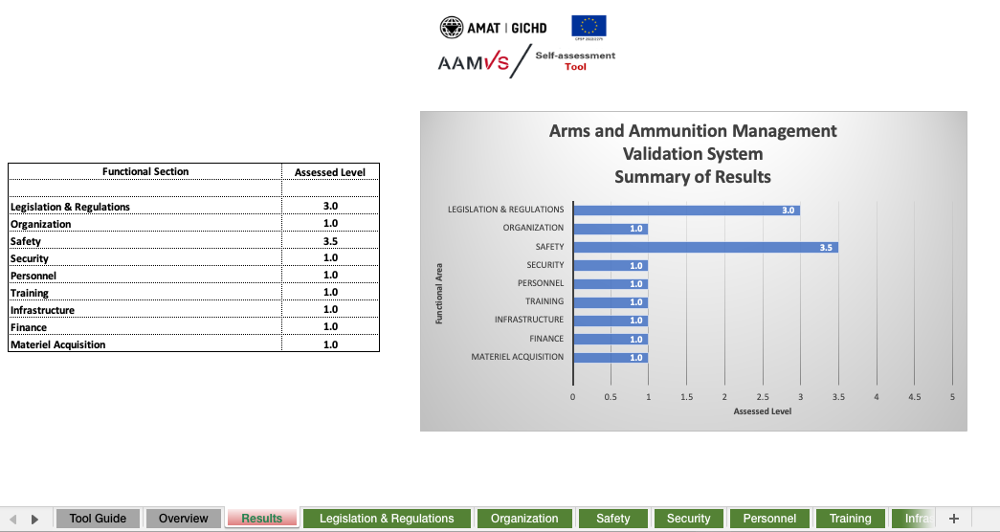 AMAT | GICHD
AAMVS
Self-assessment
Tool
Functional Section Assessed Level
Legislation & Regulations 3.0
Organization 1.0
Safety 3.5
Security 1.0
Personnel 1.0
Training 1.0
Infrastructure 1.0
Finance 1.0
Materiel Acquisition 1.0
Arms and Ammunition Management
Validation System
Summary of Results
Functional Area
LEGISLATION & REGULATIONS 3.0
ORGANIZATION 1.0
SAFETY 3.5
SECURITY 1.0
PERSONNEL 1.0
TRAINING 1.0
INFRASTRUCTURE 1.0
FINANCE 1.0
MATERIEL ACQUISITION 1.0
0 0.5 1 1.5 2 2.5 3 3.5 4 4.5 5
Assessed Level
Tool Guide Overview Results Legislation & Regulations Organization Safety Security Personnel Training Infras